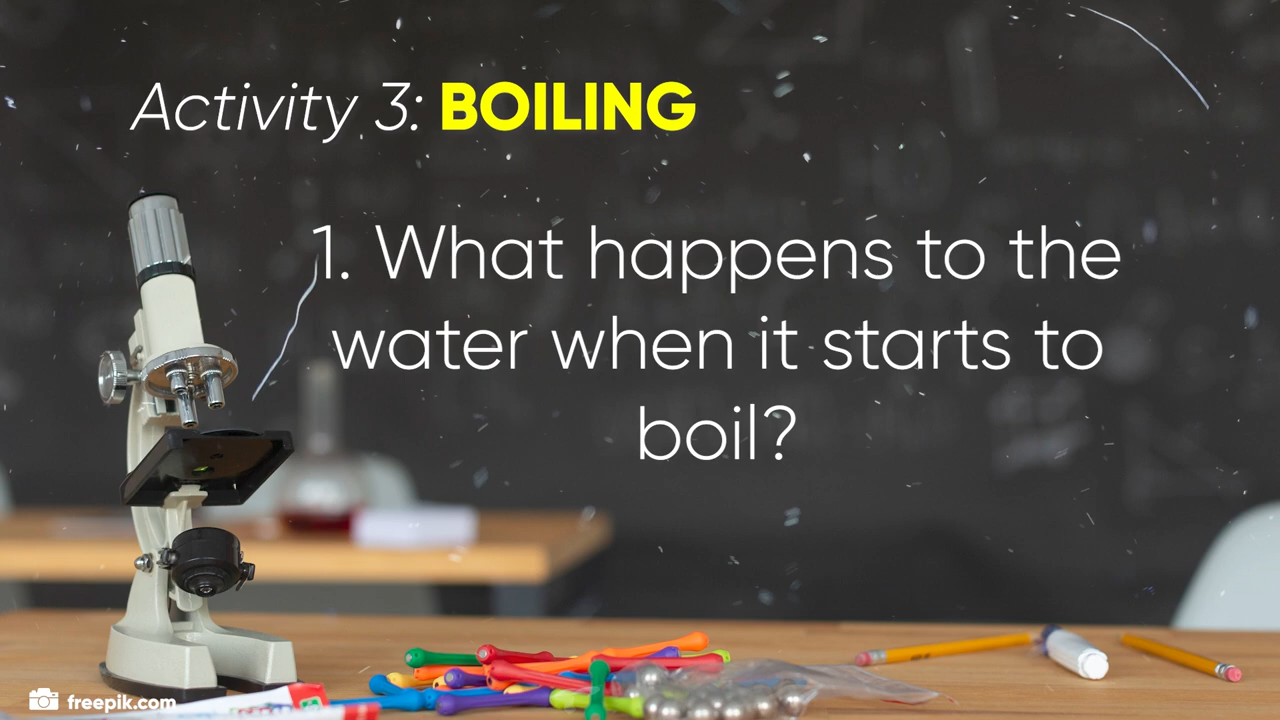 Activity 3: BOILING
1. What happens to the
water when it starts to
boil?
freepik.com